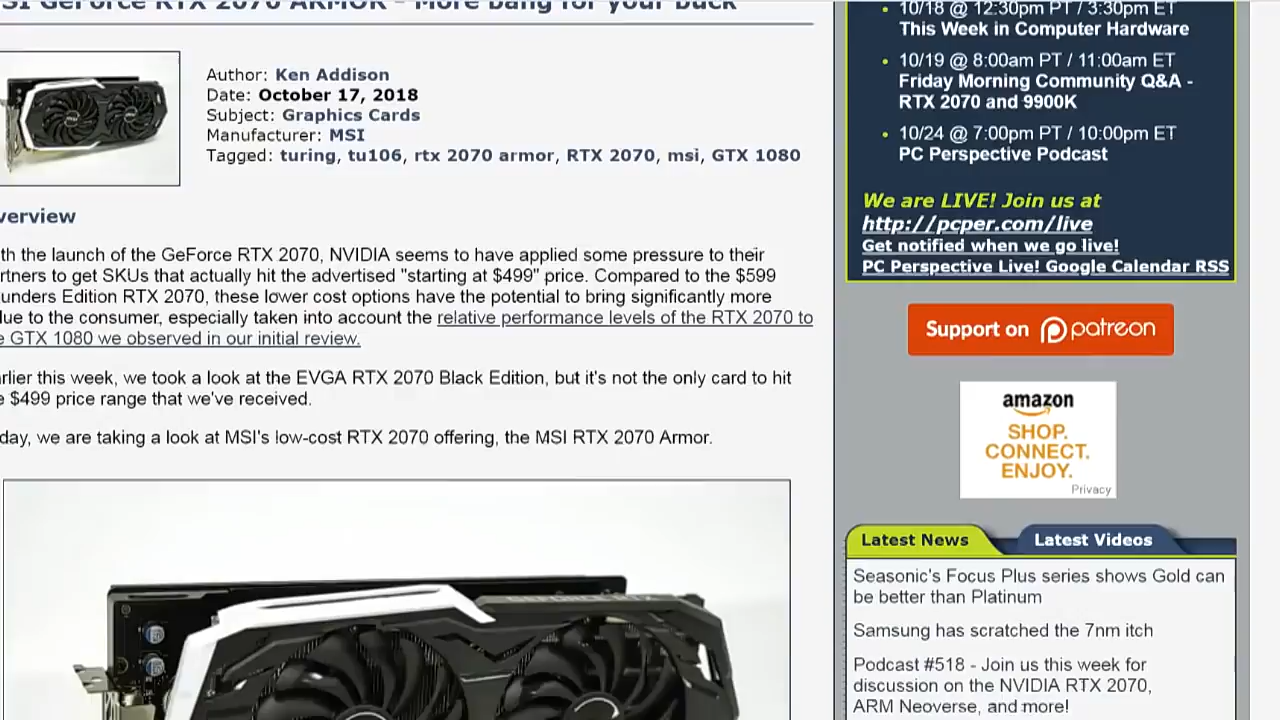 SI GeForce RTX 2070 ARMOR - More bang for your buck
Author: Ken Addison
Date: October 17, 2018
Subject: Graphics Cards
Manufacturer: MSI
Tagged: turing, tu106, rtx 2070 armor, RTX 2070, msi, GTX 1080
verview
th the launch of the GeForce RTX 2070, NVIDIA seems to have applied some pressure to their
rtners to get SKUs that actually hit the advertised "starting at $499" price. Compared to the $599
unders Edition RTX 2070, these lower cost options have the potential to bring significantly more
lue to the consumer, especially taken into account the relative performance levels of the RTX 2070 to
e GTX 1080 we observed in our initial review.
rlier this week, we took a look at the EVGA RTX 2070 Black Edition, but it's not the only card to hit
e $499 price range that we've received.
day, we are taking a look at MSI's low-cost RTX 2070 offering, the MSI RTX 2070 Armor.
10/18 @ 12:30pm PT / 3:30pm ET
This Week in Computer Hardware
10/19 @ 8:00am PT / 11:00am ET
Friday Morning Community Q&A -
RTX 2070 and 9900K
10/24 @ 7:00pm PT / 10:00pm ET
PC Perspective Podcast
We are LIVE! Join us at
http://pcper.com/live
Get notified when we go live!
PC Perspective Live! Google Calendar RSS
Support on patreon
amazon
SHOP.
CONNECT.
ENJOY.
Privacy
Latest News
Latest Videos
Seasonic's Focus Plus series shows Gold can
be better than Platinum
Samsung has scratched the 7nm itch
Podcast #518 - Join us this week for
discussion on the NVIDIA RTX 2070,
ARM Neoverse, and more!